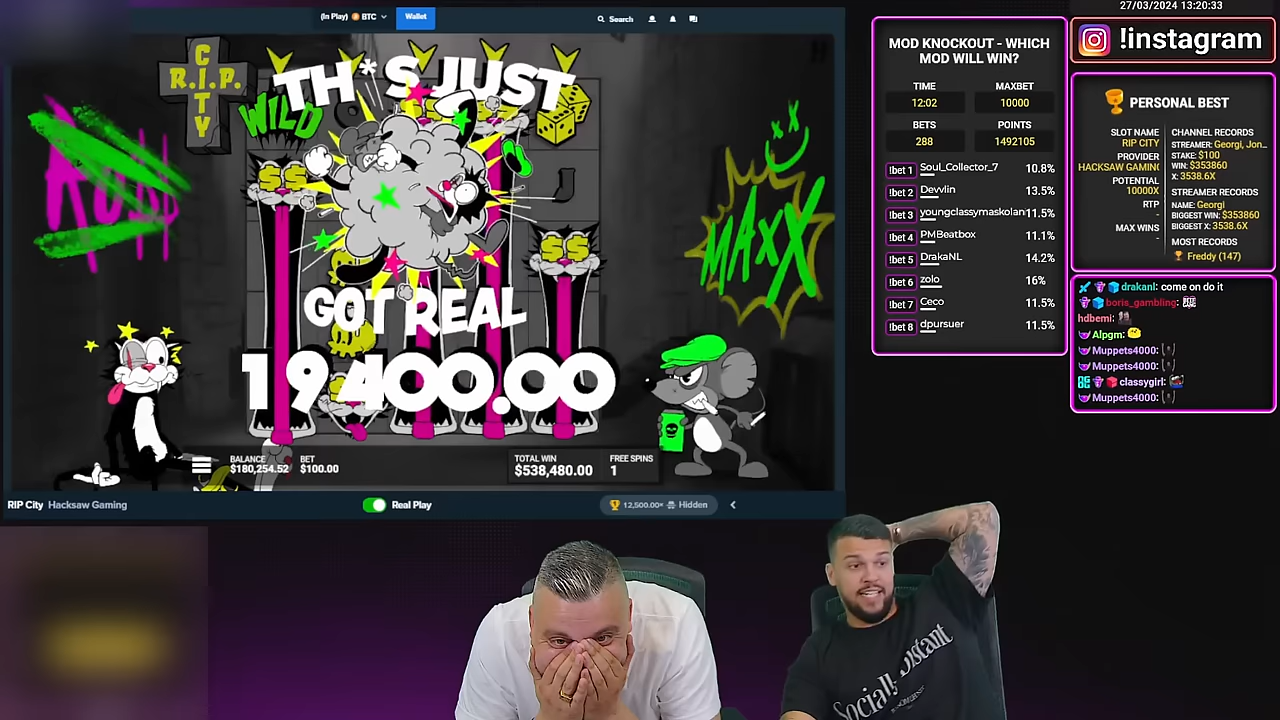 (In Play) BTC
Wallet
Search
C
R.I.P.
T
Y
WILD
TH*S JUST
GOT REAL
19400.00
MAXX
BALANCE
$180,254.52
BET
$100.00
TOTAL WIN
$538,480.00
FREE SPINS
1
RIP City Hacksaw Gaming
Real Play
12,500.00× Hidden
MOD KNOCKOUT - WHICH
MOD WILL WIN?
TIME
12:02
MAXBET
10000
BETS
288
POINTS
1492105
!bet 1 Soul_Collector_7 10.8%
!bet 2 Devvlin 13.5%
!bet 3 youngclassymaskolan 11.5%
!bet 4 PMBeatbox 11.1%
!bet 5 DrakaNL 14.2%
!bet 6 zolo 16%
!bet 7 Ceco 11.5%
!bet 8 dpursuer 11.5%
27/03/2024 13:20:33
!instagram
PERSONAL BEST
SLOT NAME
RIP CITY
PROVIDER
HACKSAW GAMING
POTENTIAL
10000X
RTP
-
MAX WINS
-
CHANNEL RECORDS
STREAMER: Georgi, Jon...
STAKE: $100
WIN: $353860
X: 3538.6X
STREAMER RECORDS
NAME: Georgi
BIGGEST WIN: $353860
BIGGEST X: 3538.6X
MOST RECORDS
Freddy (147)
drakanl: come on do it
boris_gambling:
hdbemi:
Alpgm:
Muppets4000:
Muppets4000:
classygirl:
Muppets4000:
Socially Distant